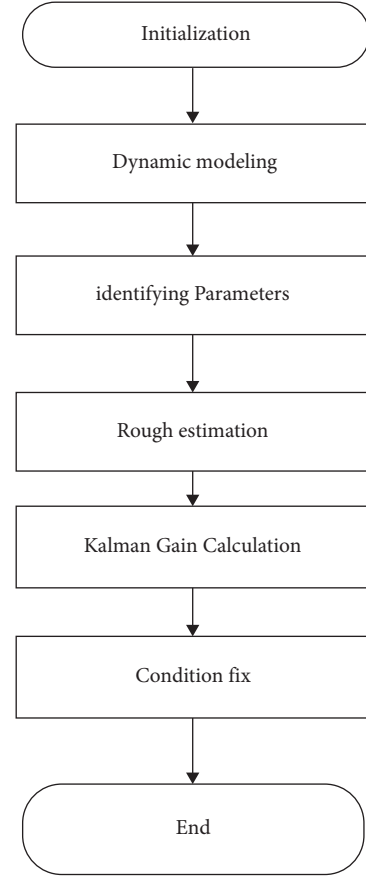 Initialization
Dynamic modeling
identifying Parameters
Rough estimation
Kalman Gain Calculation
Condition fix
End